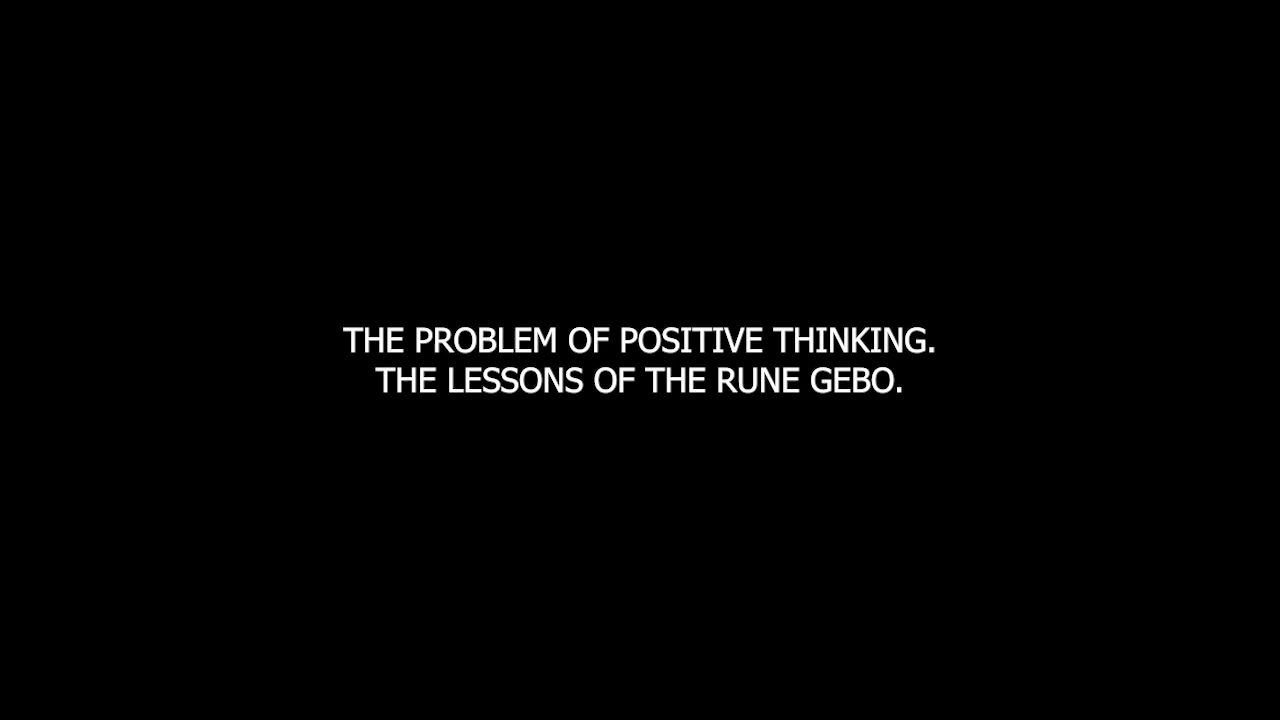 THE PROBLEM OF POSITIVE THINKING.
THE LESSONS OF THE RUNE GEBO.